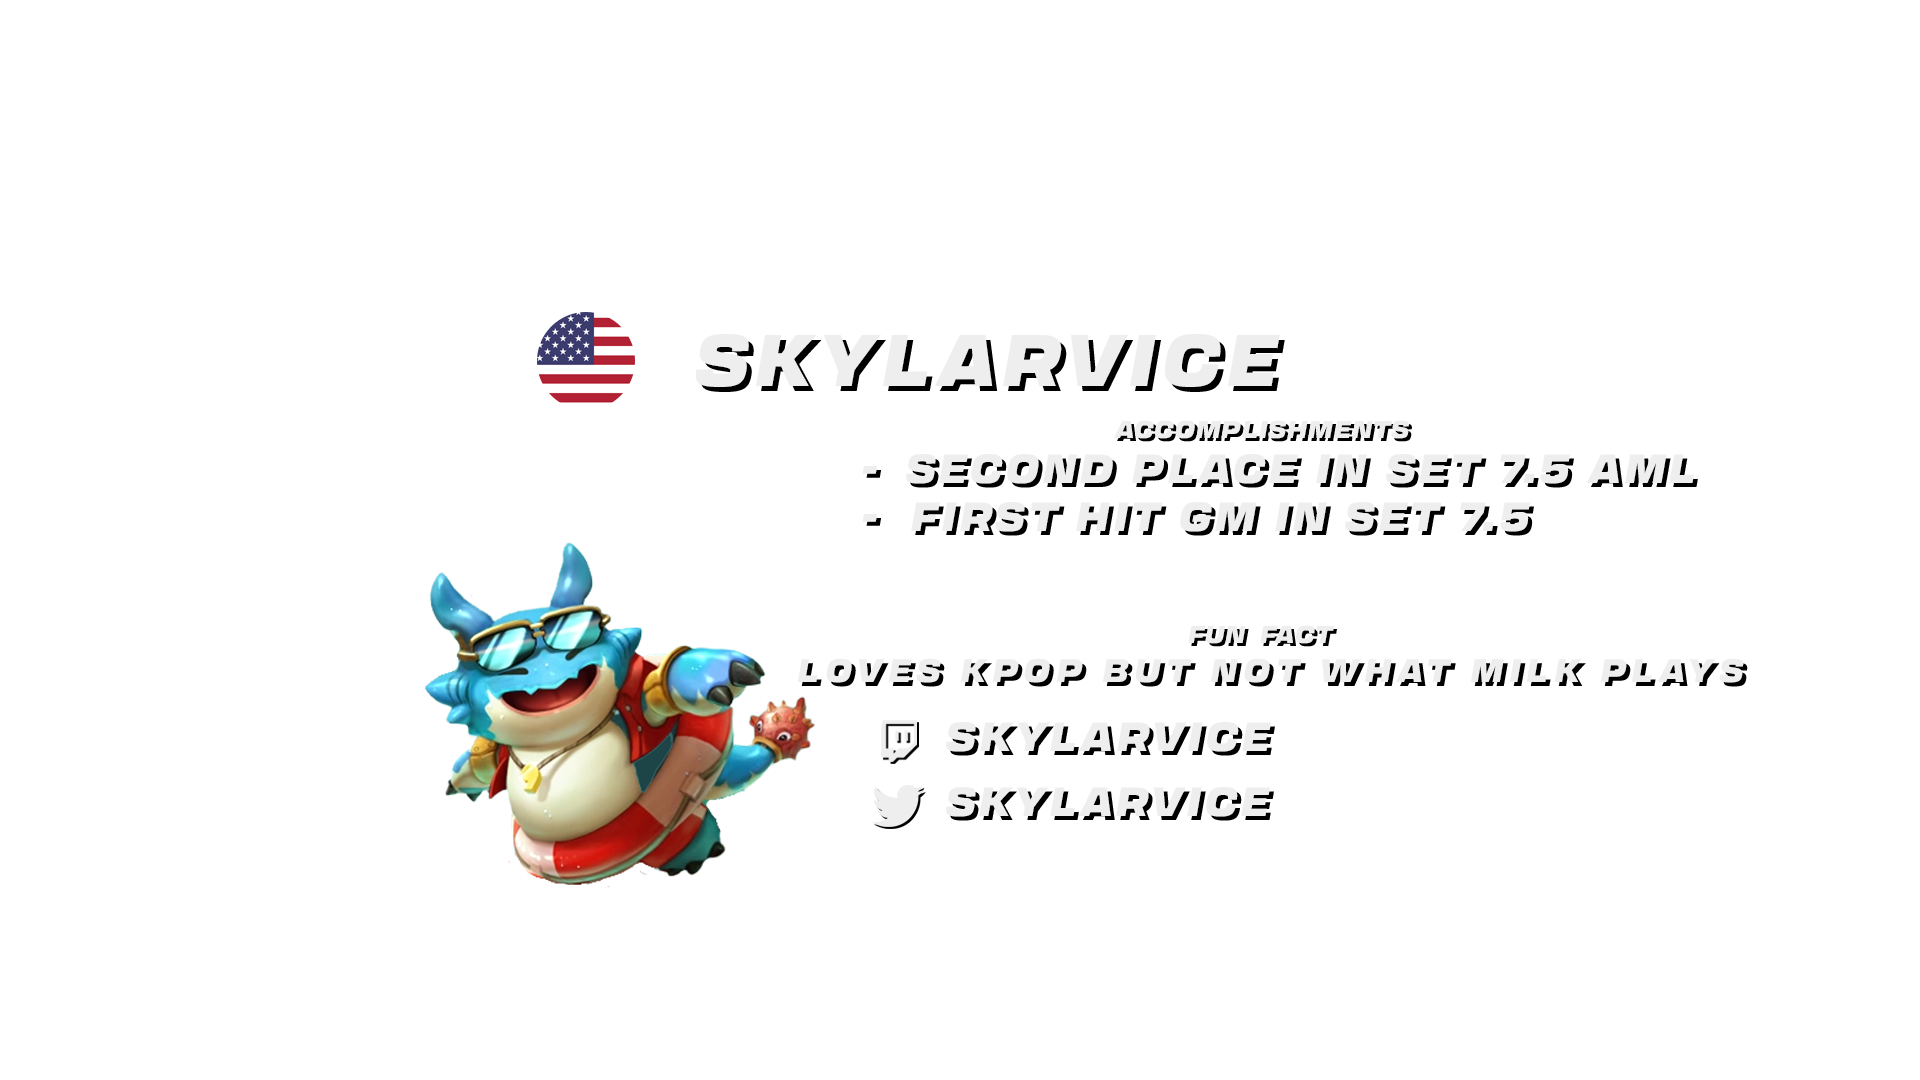 SKYLARVICE
ACCOMPLISHMENTS
- SECOND PLACE IN SET 7.5 AML
- FIRST HIT GM IN SET 7.5
FUN FACT
LOVES KPOP BUT NOT WHAT MILK PLAYS
SKYLARVICE
SKYLARVICE